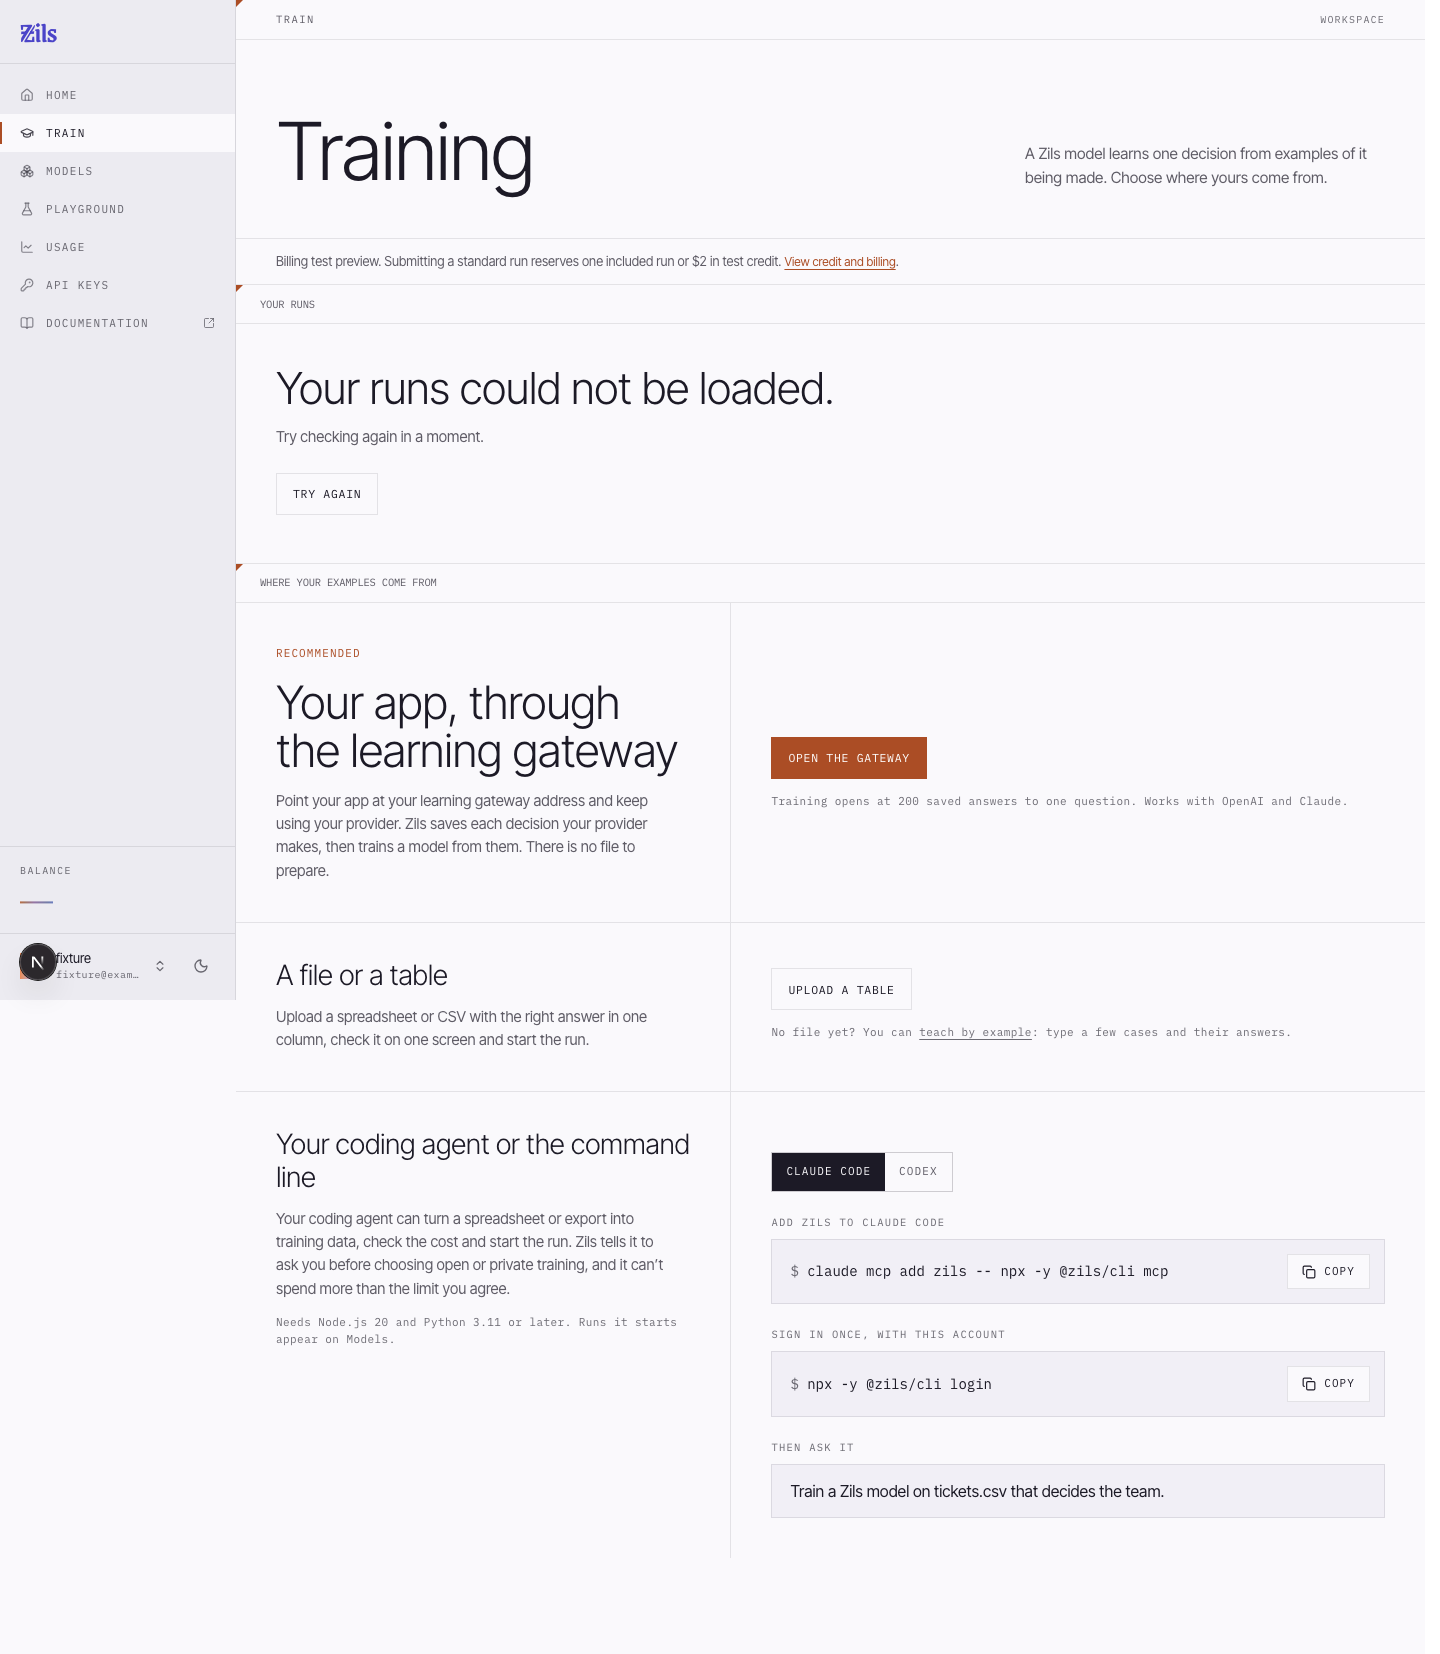 Zils
HOME
TRAIN
MODELS
PLAYGROUND
USAGE
API KEYS
DOCUMENTATION
BALANCE
N
fixture
fixture@exam…
TRAIN
WORKSPACE
Training
A Zils model learns one decision from examples of it
being made. Choose where yours come from.
Billing test preview. Submitting a standard run reserves one included run or $2 in test credit. View credit and billing.
YOUR RUNS
Your runs could not be loaded.
Try checking again in a moment.
TRY AGAIN
WHERE YOUR EXAMPLES COME FROM
RECOMMENDED
Your app, through
the learning gateway
Point your app at your learning gateway address and keep
using your provider. Zils saves each decision your provider
makes, then trains a model from them. There is no file to
prepare.
OPEN THE GATEWAY
Training opens at 200 saved answers to one question. Works with OpenAI and Claude.
A file or a table
Upload a spreadsheet or CSV with the right answer in one
column, check it on one screen and start the run.
UPLOAD A TABLE
No file yet? You can teach by example: type a few cases and their answers.
Your coding agent or the command
line
Your coding agent can turn a spreadsheet or export into
training data, check the cost and start the run. Zils tells it to
ask you before choosing open or private training, and it can’t
spend more than the limit you agree.
Needs Node.js 20 and Python 3.11 or later. Runs it starts
appear on Models.
CLAUDE CODE
CODEX
ADD ZILS TO CLAUDE CODE
$ claude mcp add zils -- npx -y @zils/cli mcp
COPY
SIGN IN ONCE, WITH THIS ACCOUNT
$ npx -y @zils/cli login
COPY
THEN ASK IT
Train a Zils model on tickets.csv that decides the team.